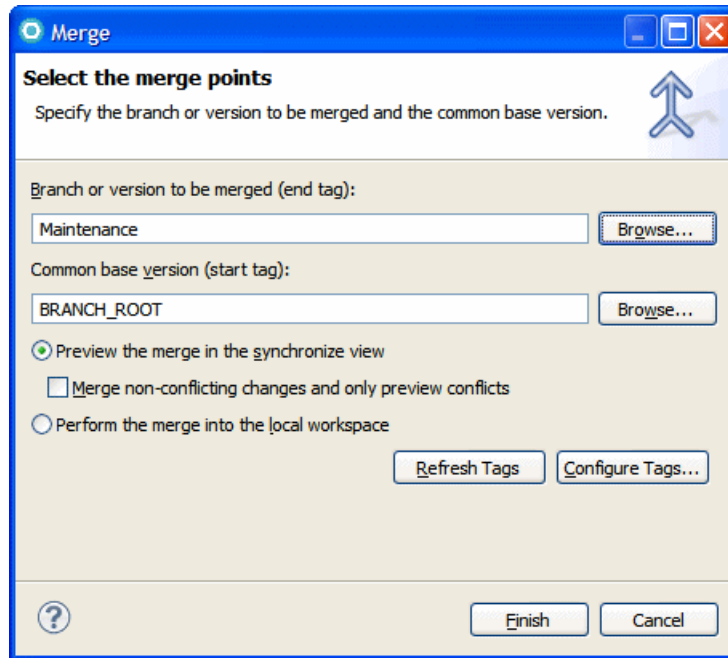 Merge
Select the merge points
Specify the branch or version to be merged and the common base version.
Branch or version to be merged (end tag):
Maintenance
Browse...
Common base version (start tag):
BRANCH_ROOT
Browse...
Preview the merge in the synchronize view
Merge non-conflicting changes and only preview conflicts
Perform the merge into the local workspace
Refresh Tags
Configure Tags...
?
Finish
Cancel